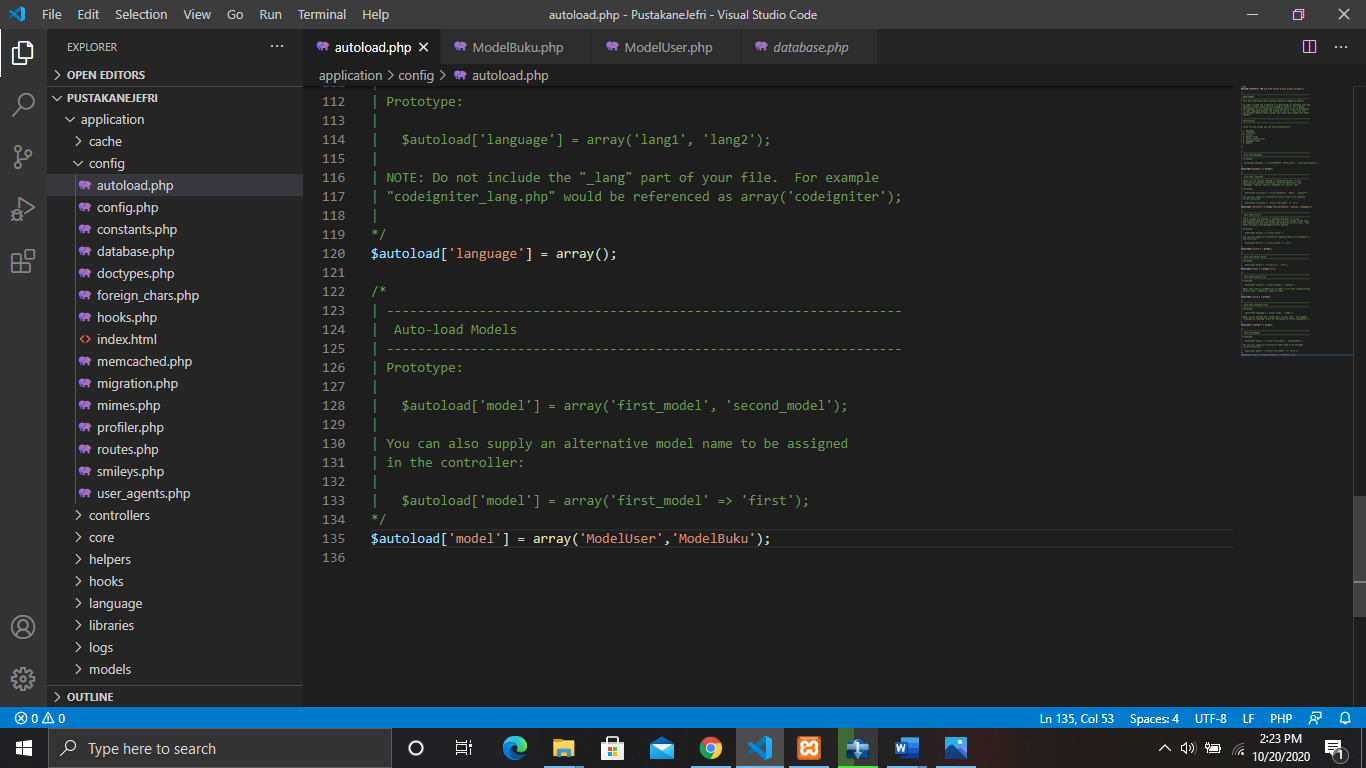 File Edit Selection View Go Run Terminal Help
autoload.php - PustakaneJefri - Visual Studio Code
EXPLORER
OPEN EDITORS
PUSTAKANEJEFRI
application
cache
config
autoload.php
config.php
constants.php
database.php
doctypes.php
foreign_chars.php
hooks.php
index.html
memcached.php
migration.php
mimes.php
profiler.php
routes.php
smileys.php
user_agents.php
controllers
core
helpers
hooks
language
libraries
logs
models
OUTLINE
autoload.php ModelBuku.php ModelUser.php database.php
application > config > autoload.php
112 | Prototype:
113 |
114 | $autoload['language'] = array('lang1', 'lang2');
115 |
116 | NOTE: Do not include the "_lang" part of your file. For example
117 | "codeigniter_lang.php" would be referenced as array('codeigniter');
118 |
119 */
120 $autoload['language'] = array();
121
122 /*
123 | -------------------------------------------------------------------
124 | Auto-load Models
125 | -------------------------------------------------------------------
126 | Prototype:
127 |
128 | $autoload['model'] = array('first_model', 'second_model');
129 |
130 | You can also supply an alternative model name to be assigned
131 | in the controller:
132 |
133 | $autoload['model'] = array('first_model' => 'first');
134 */
135 $autoload['model'] = array('ModelUser','ModelBuku');
136
0 0
Ln 135, Col 53 Spaces: 4 UTF-8 LF PHP
Type here to search
2:23 PM
10/20/2020
1